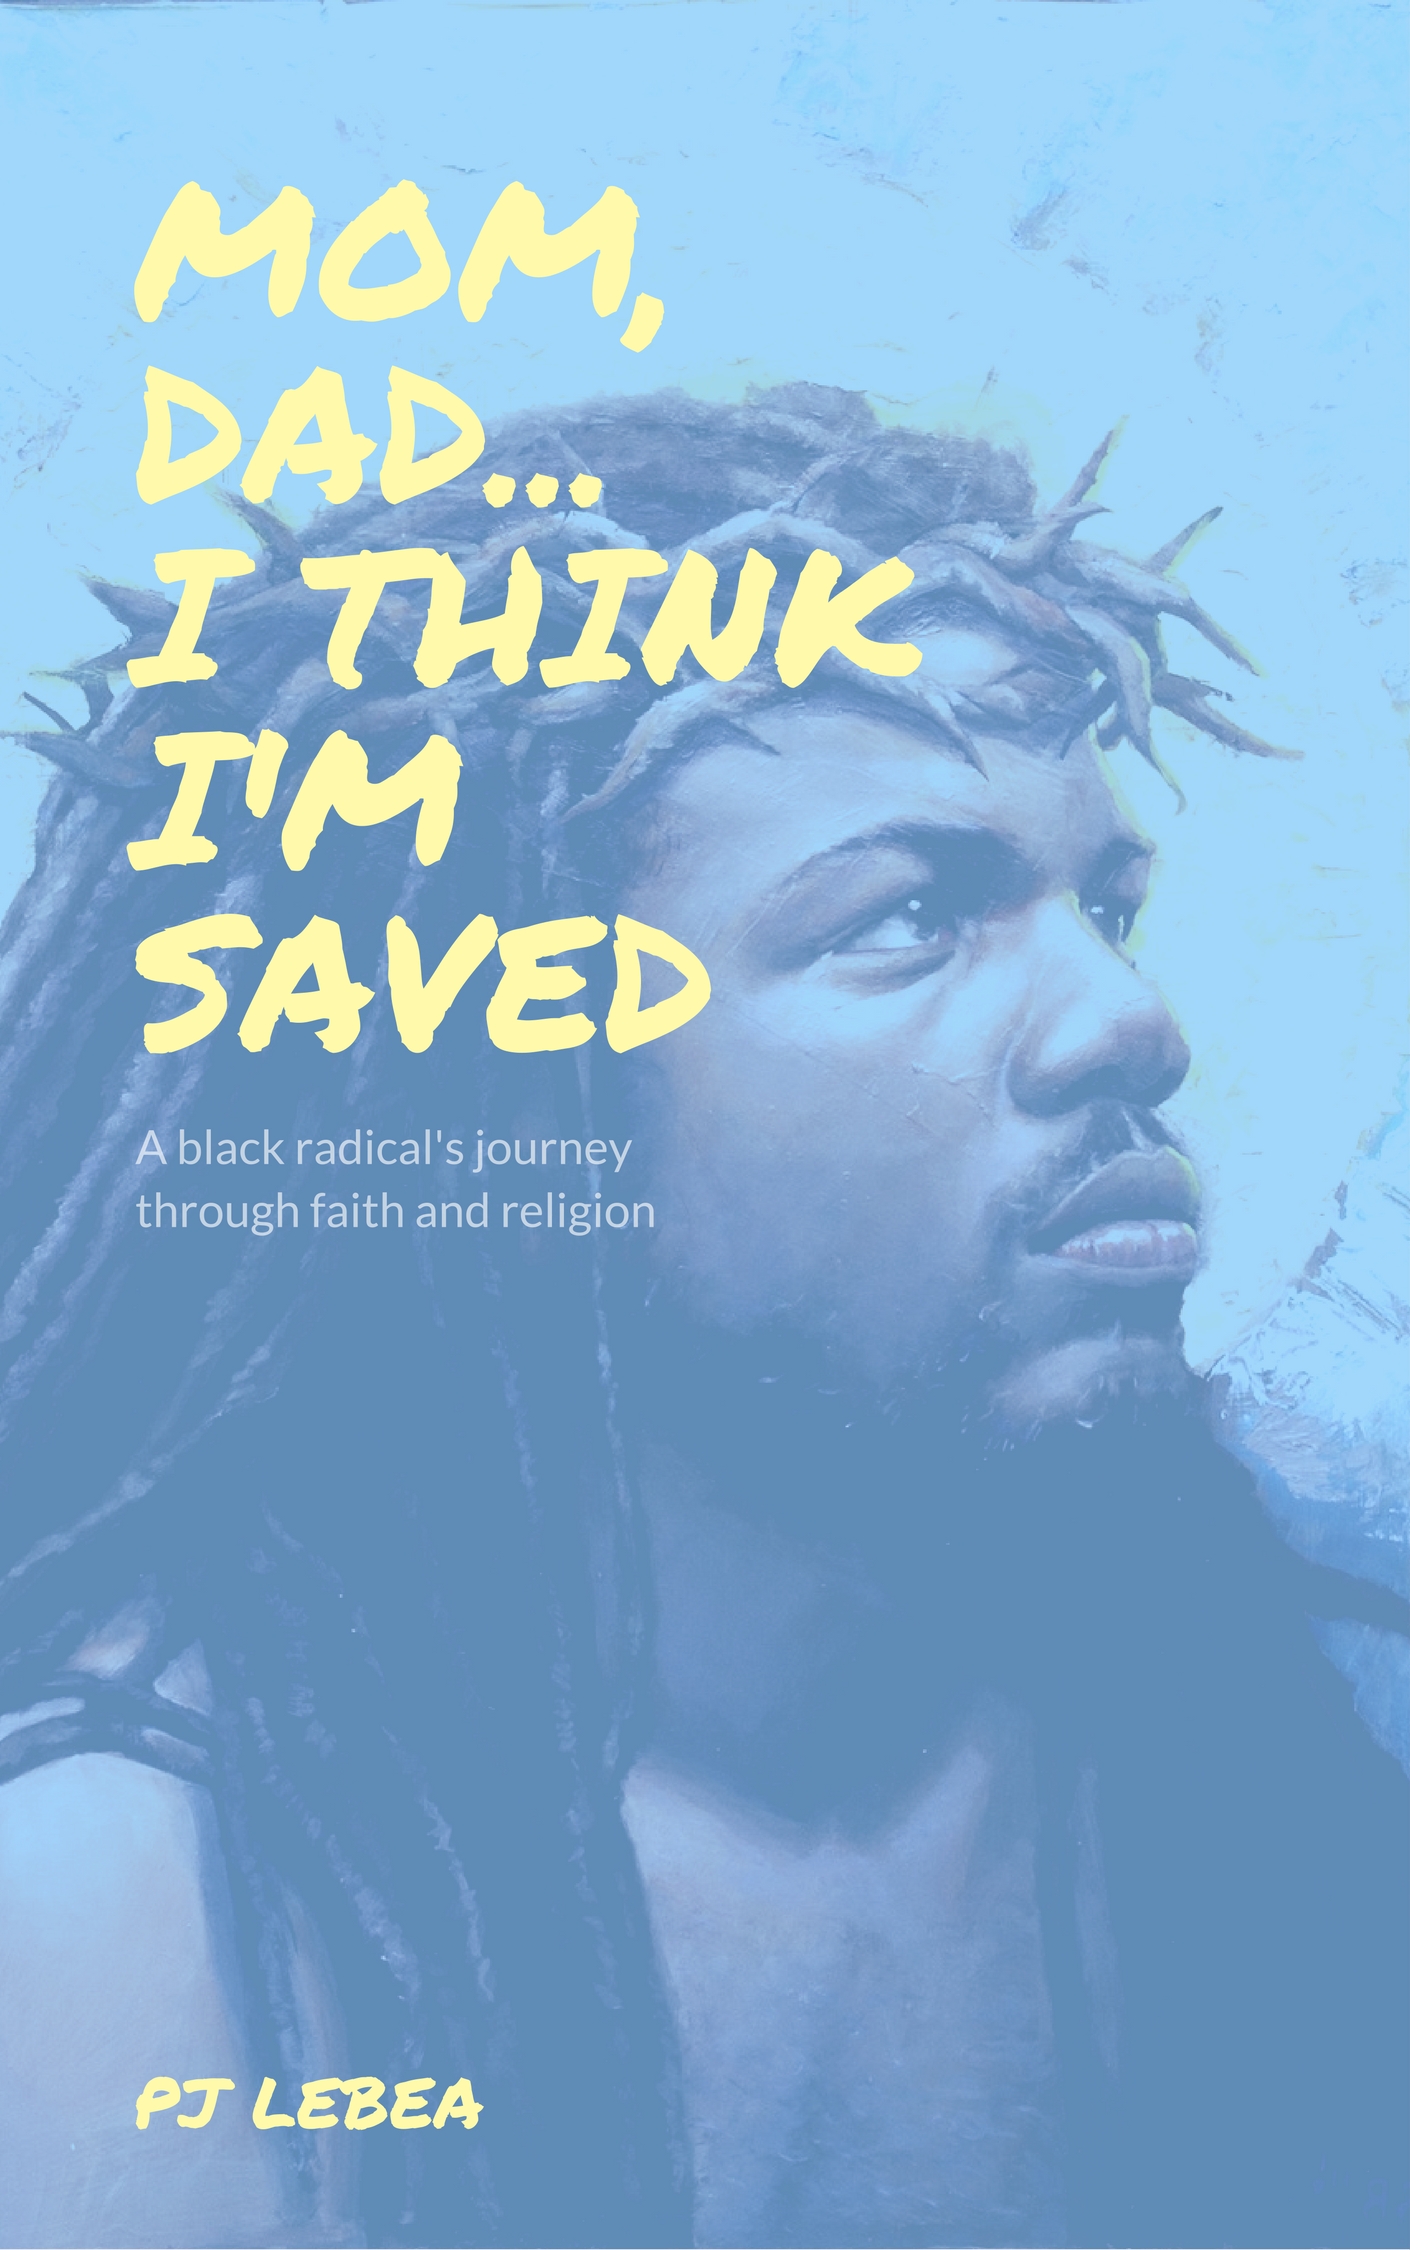 MOM,
DAD...
I THINK
I'M
SAVED
A black radical's journey
through faith and religion
PJ LEBEA